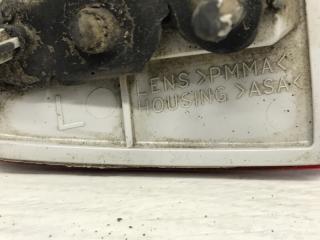 LENS >PMMA<
L HOUSING >ASA<